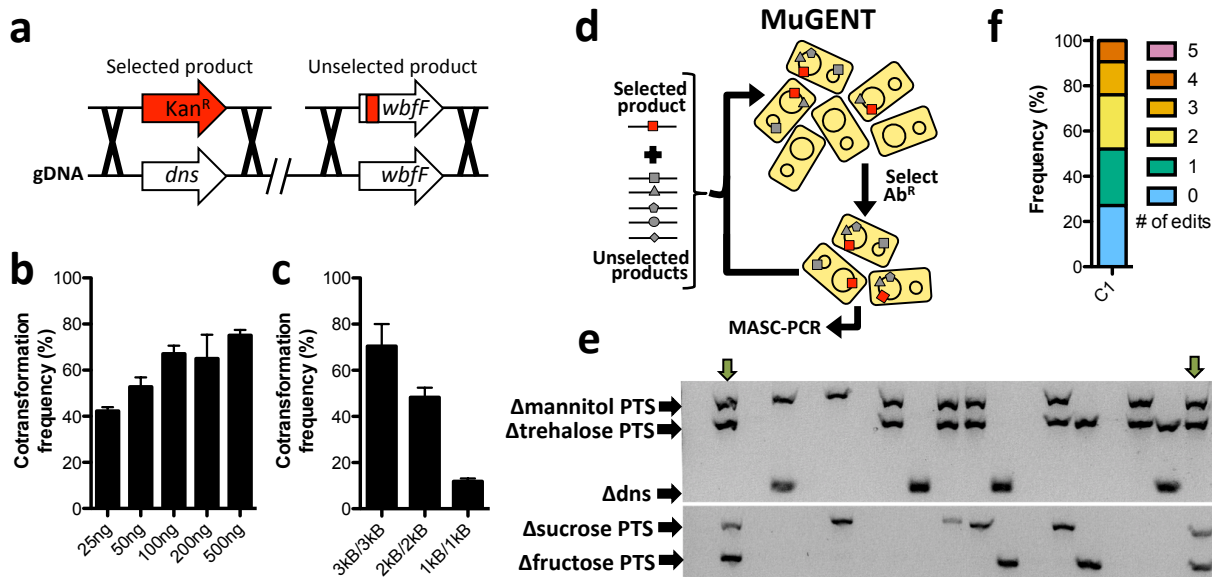 a
Selected product
Unselected product
Kan^R
wbfF
gDNA
dns
wbfF
b
Cotransformation
frequency (%)
100
80
60
40
20
0
25ng
50ng
100ng
200ng
500ng
c
Cotransformation
frequency (%)
100
80
60
40
20
0
3kB/3kB
2kB/2kB
1kB/1kB
d
MuGENT
Selected
product
Unselected
products
Select
Ab^R
MASC-PCR
e
Δmannitol PTS
Δtrehalose PTS
Δdns
Δsucrose PTS
Δfructose PTS
f
Frequency (%)
100
80
60
40
20
0
C1
5
4
3
2
1
0
# of edits